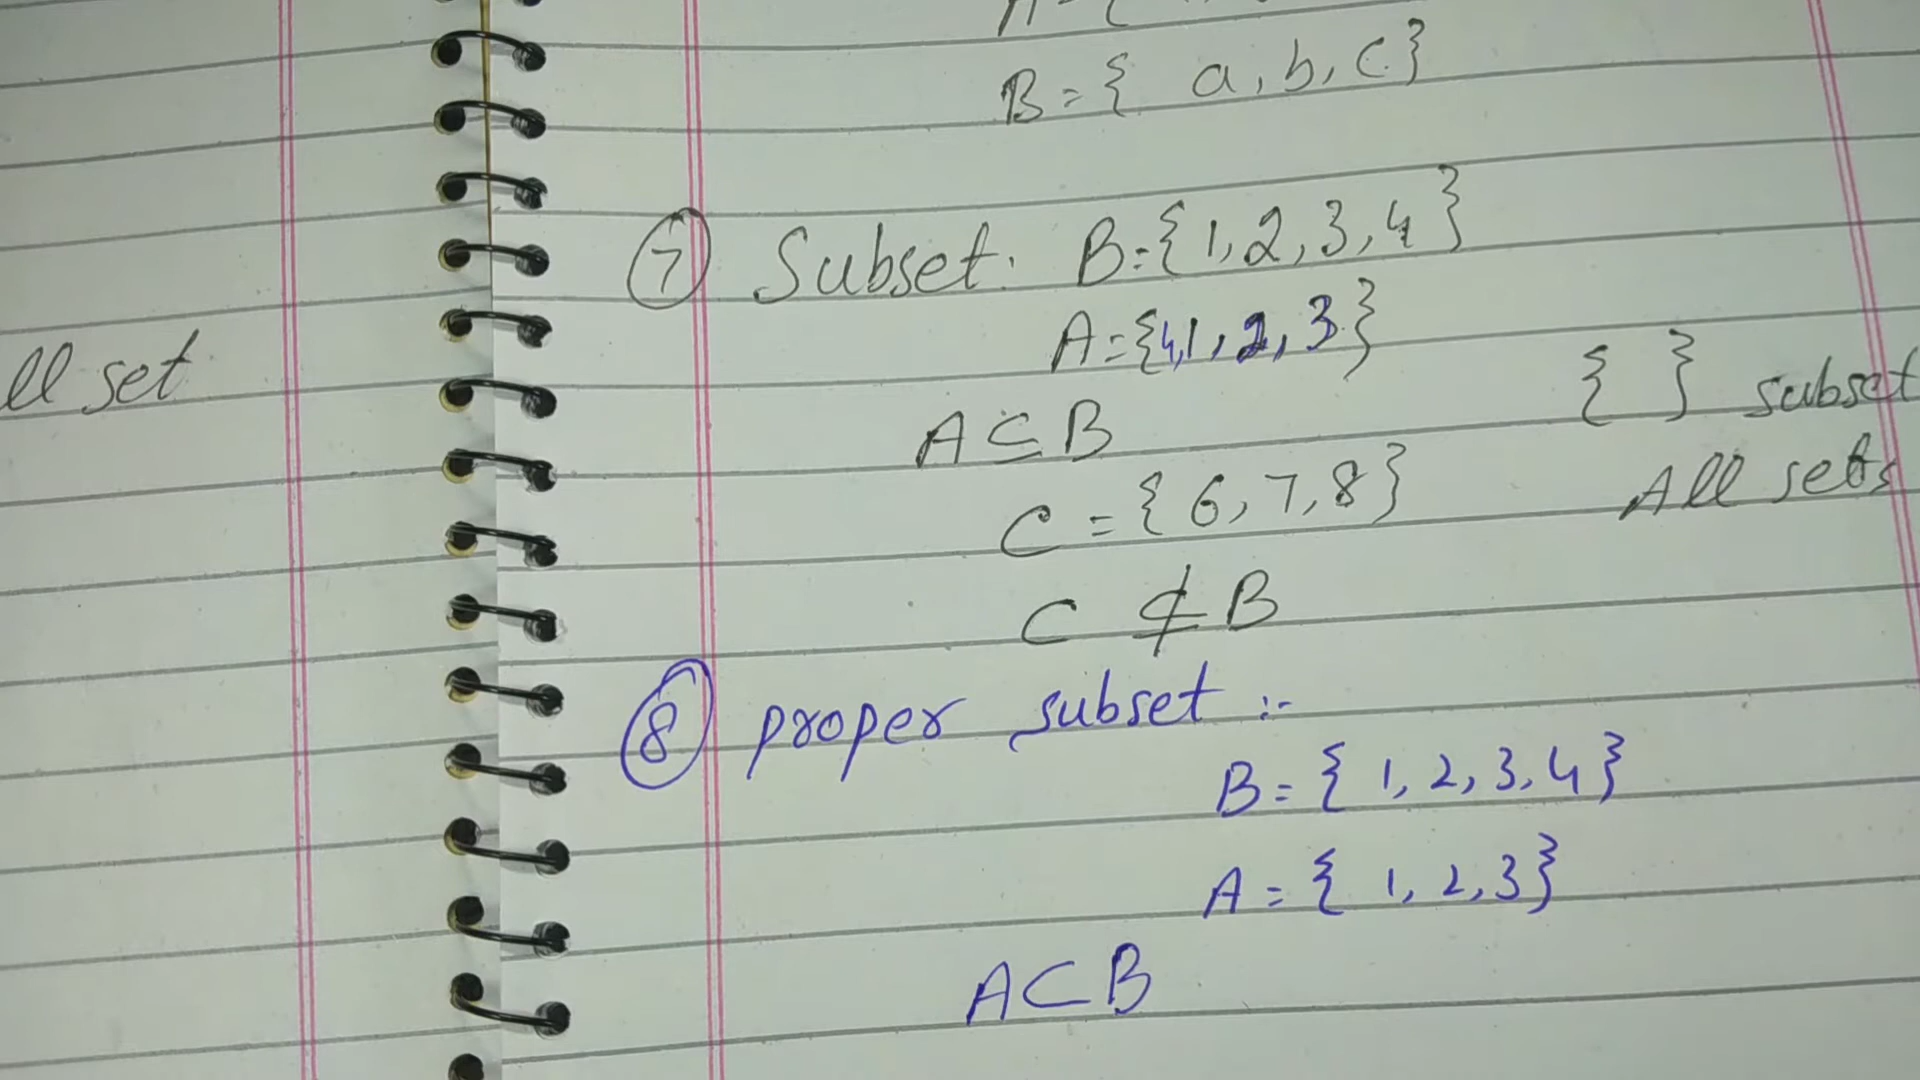 B={ a, b, c}
⑦ Subset: B={1,2,3,4}
A={4,1,2,3}
ll set
{ } subset
A⊆B
All sets
C={6,7,8}
C ⊈ B
⑧ proper subset :-
B={ 1, 2, 3, 4}
A={ 1, 2, 3}
A⊂B